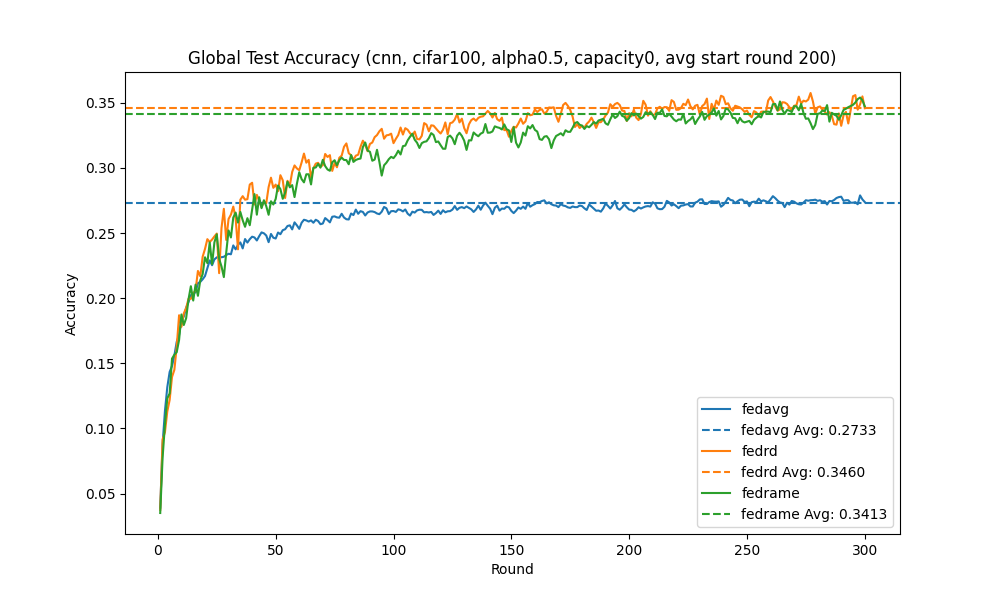 Global Test Accuracy (cnn, cifar100, alpha0.5, capacity0, avg start round 200)
Accuracy
0.35
0.30
0.25
0.20
0.15
0.10
0.05
fedavg
fedavg Avg: 0.2733
fedrd
fedrd Avg: 0.3460
fedrame
fedrame Avg: 0.3413
0 50 100 150 200 250 300
Round